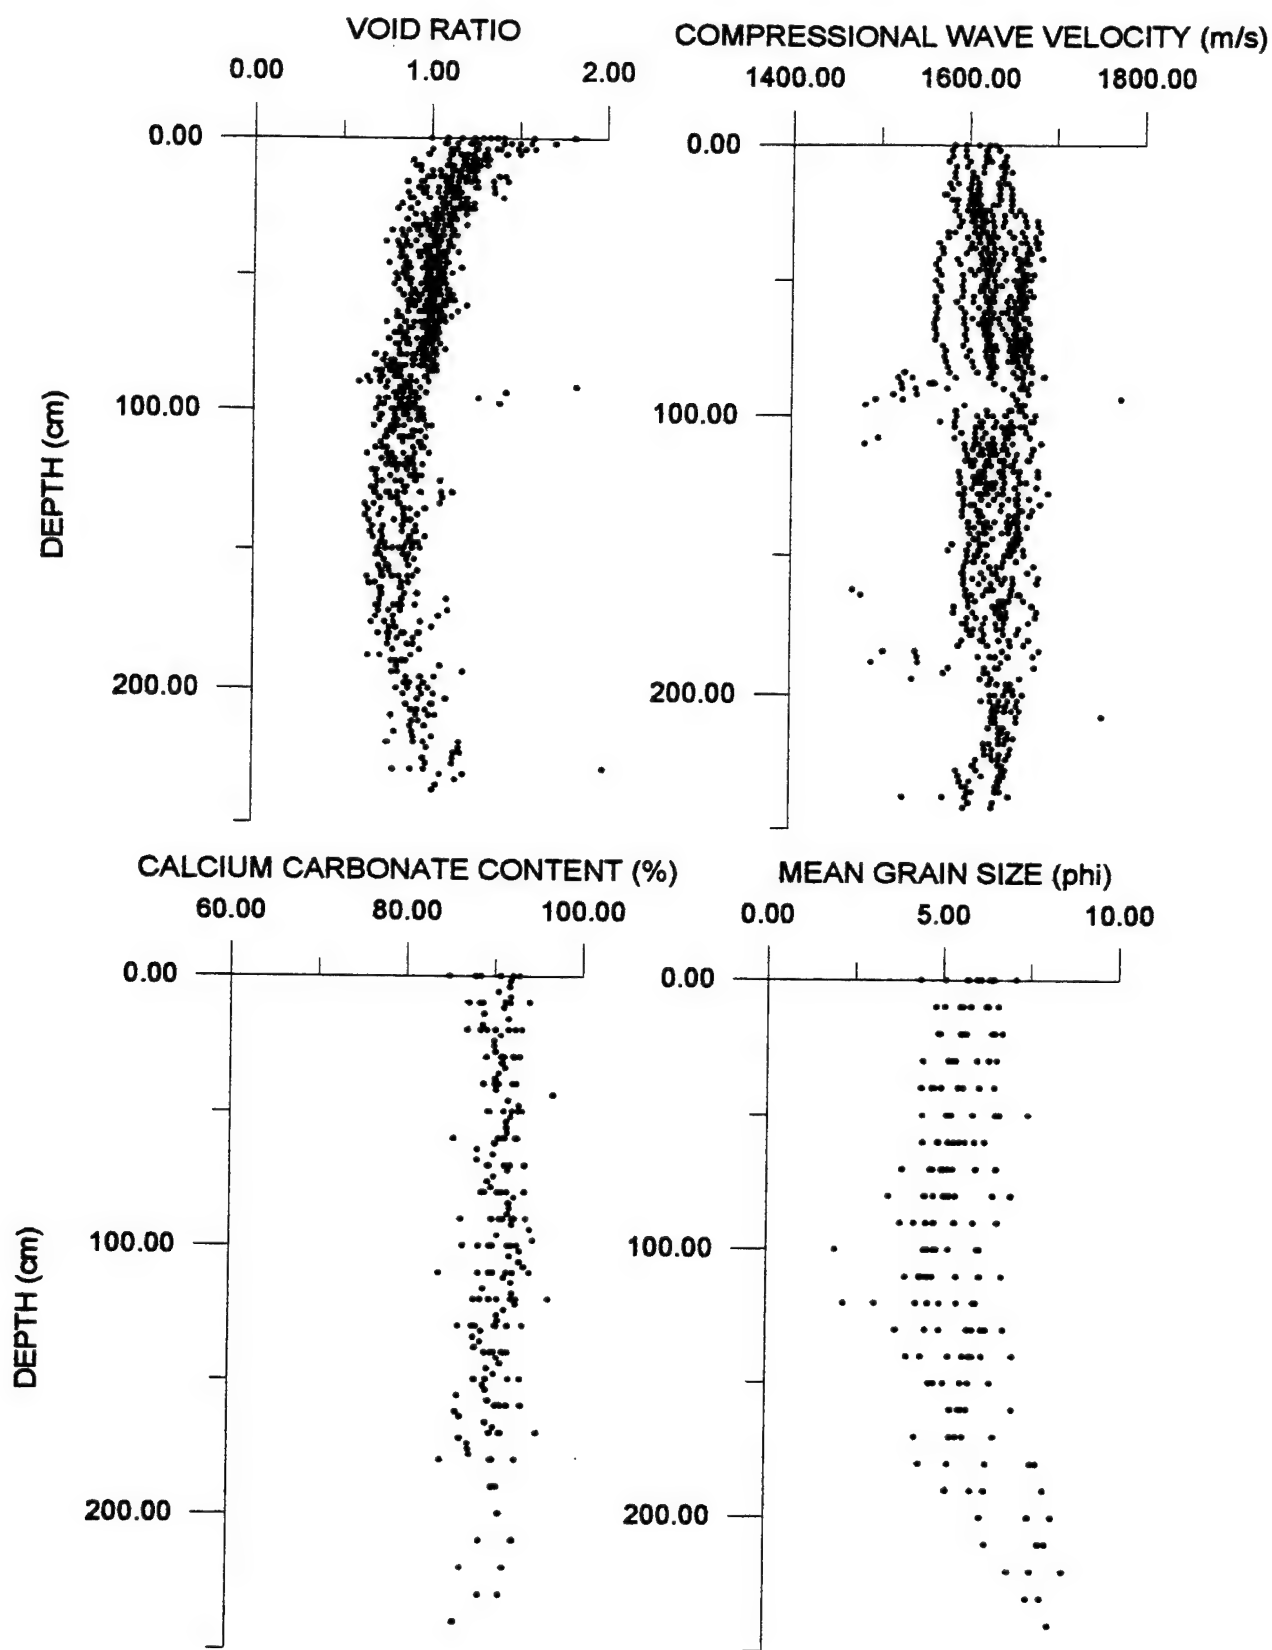 VOID RATIO
0.00 1.00 2.00
0.00
100.00
200.00
DEPTH (cm)
COMPRESSIONAL WAVE VELOCITY (m/s)
1400.00 1600.00 1800.00
0.00
100.00
200.00
CALCIUM CARBONATE CONTENT (%)
60.00 80.00 100.00
0.00
100.00
200.00
DEPTH (cm)
MEAN GRAIN SIZE (phi)
0.00 5.00 10.00
0.00
100.00
200.00